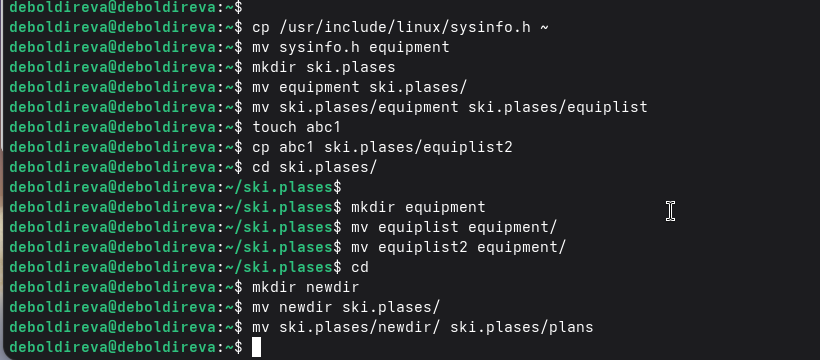 deboldireva@deboldireva:~$
deboldireva@deboldireva:~$ cp /usr/include/linux/sysinfo.h ~
deboldireva@deboldireva:~$ mv sysinfo.h equipment
deboldireva@deboldireva:~$ mkdir ski.plases
deboldireva@deboldireva:~$ mv equipment ski.plases/
deboldireva@deboldireva:~$ mv ski.plases/equipment ski.plases/equiplist
deboldireva@deboldireva:~$ touch abc1
deboldireva@deboldireva:~$ cp abc1 ski.plases/equiplist2
deboldireva@deboldireva:~$ cd ski.plases/
deboldireva@deboldireva:~/ski.plases$
deboldireva@deboldireva:~/ski.plases$ mkdir equipment
deboldireva@deboldireva:~/ski.plases$ mv equiplist equipment/
deboldireva@deboldireva:~/ski.plases$ mv equiplist2 equipment/
deboldireva@deboldireva:~/ski.plases$ cd
deboldireva@deboldireva:~$ mkdir newdir
deboldireva@deboldireva:~$ mv newdir ski.plases/
deboldireva@deboldireva:~$ mv ski.plases/newdir/ ski.plases/plans
deboldireva@deboldireva:~$